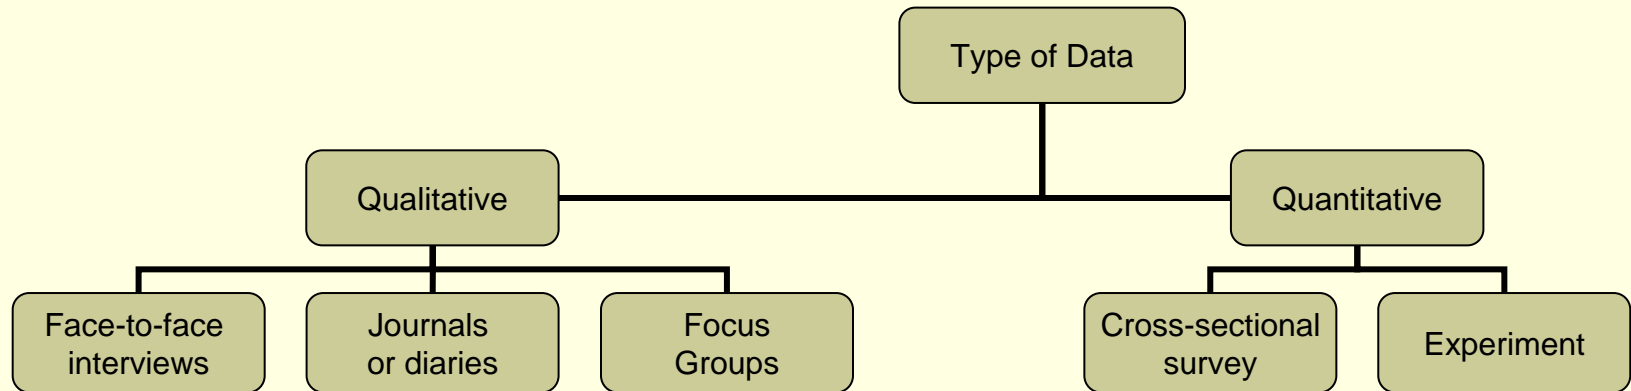 Type of Data
Qualitative
Quantitative
Face-to-face
interviews
Journals
or diaries
Focus
Groups
Cross-sectional
survey
Experiment